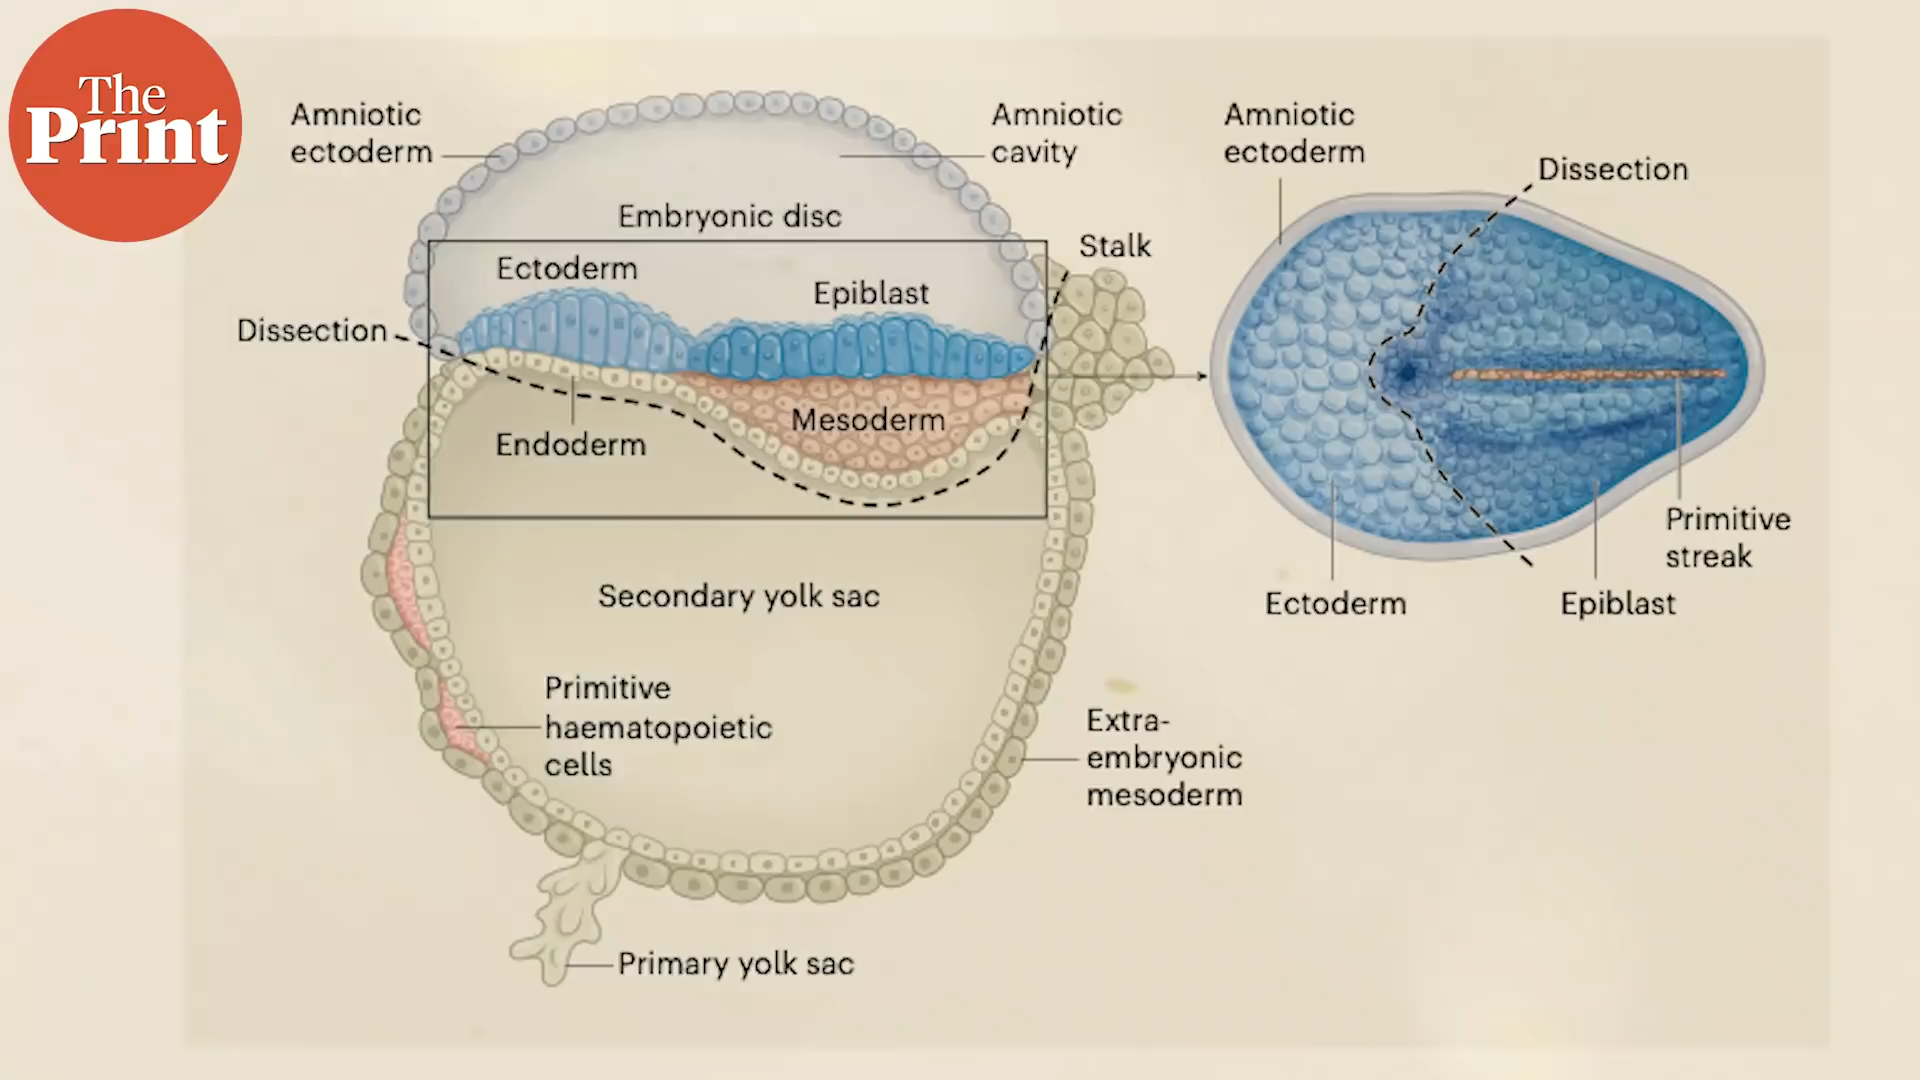 The
Print
Amniotic
ectoderm
Amniotic
cavity
Embryonic disc
Ectoderm
Epiblast
Stalk
Dissection
Mesoderm
Endoderm
Secondary yolk sac
Primitive
haematopoietic
cells
Extra-
embryonic
mesoderm
Primary yolk sac
Amniotic
ectoderm
Dissection
Primitive
streak
Ectoderm
Epiblast